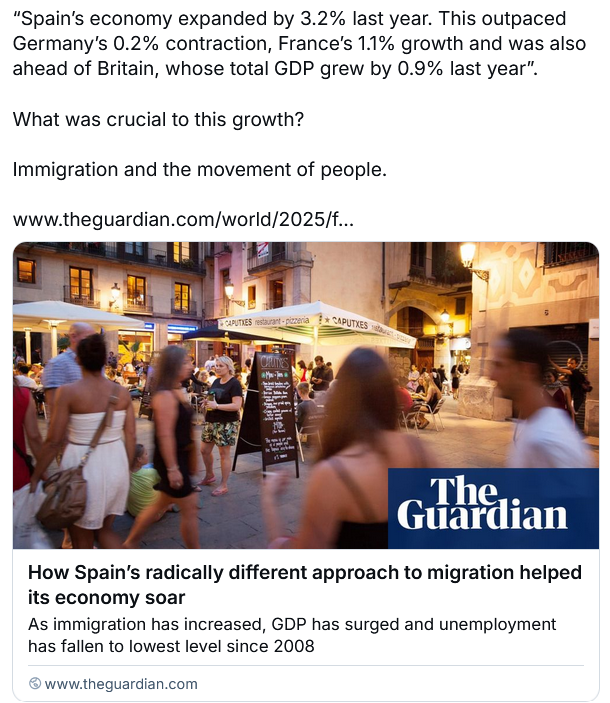 “Spain’s economy expanded by 3.2% last year. This outpaced
Germany’s 0.2% contraction, France’s 1.1% growth and was also
ahead of Britain, whose total GDP grew by 0.9% last year”.
What was crucial to this growth?
Immigration and the movement of people.
www.theguardian.com/world/2025/f...
CAPUTXES restaurant - pizzeria
CAPUTXES
The
Guardian
How Spain’s radically different approach to migration helped
its economy soar
As immigration has increased, GDP has surged and unemployment
has fallen to lowest level since 2008
www.theguardian.com